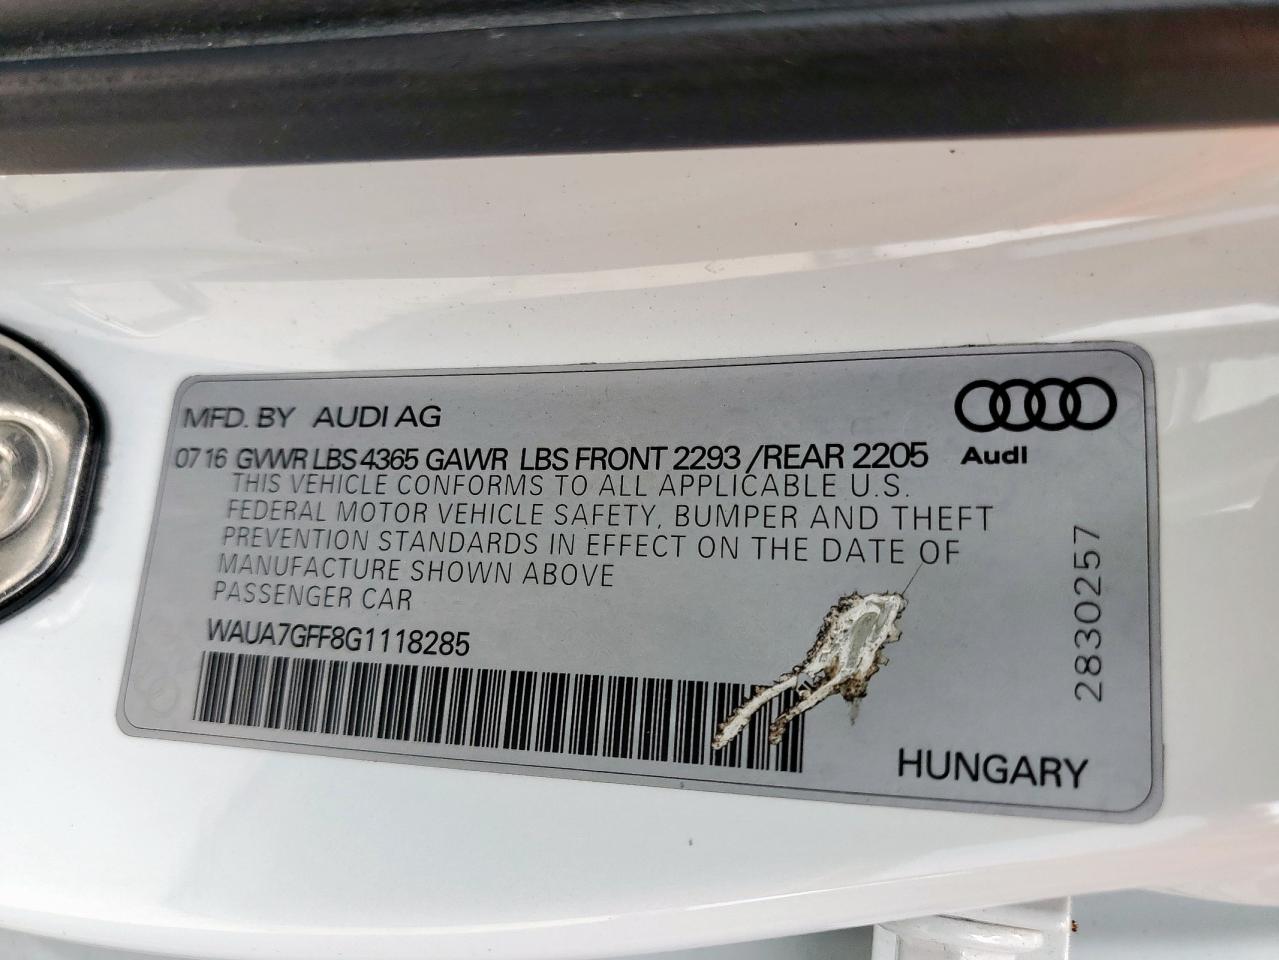 MFD. BY AUDI AG
07 16 GVWR LBS 4365 GAWR LBS FRONT 2293 /REAR 2205
Audi
THIS VEHICLE CONFORMS TO ALL APPLICABLE U.S.
FEDERAL MOTOR VEHICLE SAFETY, BUMPER AND THEFT
PREVENTION STANDARDS IN EFFECT ON THE DATE OF
MANUFACTURE SHOWN ABOVE
PASSENGER CAR
WAUA7GFF8G1118285
2830257
HUNGARY